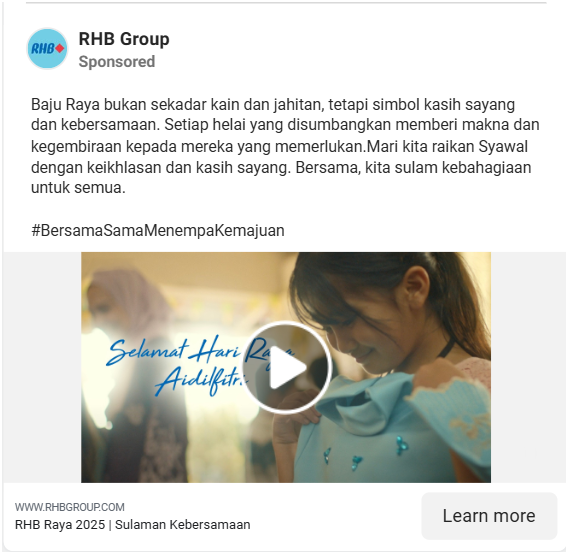 RHB
RHB Group
Sponsored
Baju Raya bukan sekadar kain dan jahitan, tetapi simbol kasih sayang
dan kebersamaan. Setiap helai yang disumbangkan memberi makna dan
kegembiraan kepada mereka yang memerlukan.Mari kita raikan Syawal
dengan keikhlasan dan kasih sayang. Bersama, kita sulam kebahagiaan
untuk semua.
#BersamaSamaMenempaKemajuan
Selamat Hari Raya
Aidilfitri
WWW.RHBGROUP.COM
RHB Raya 2025 | Sulaman Kebersamaan
Learn more